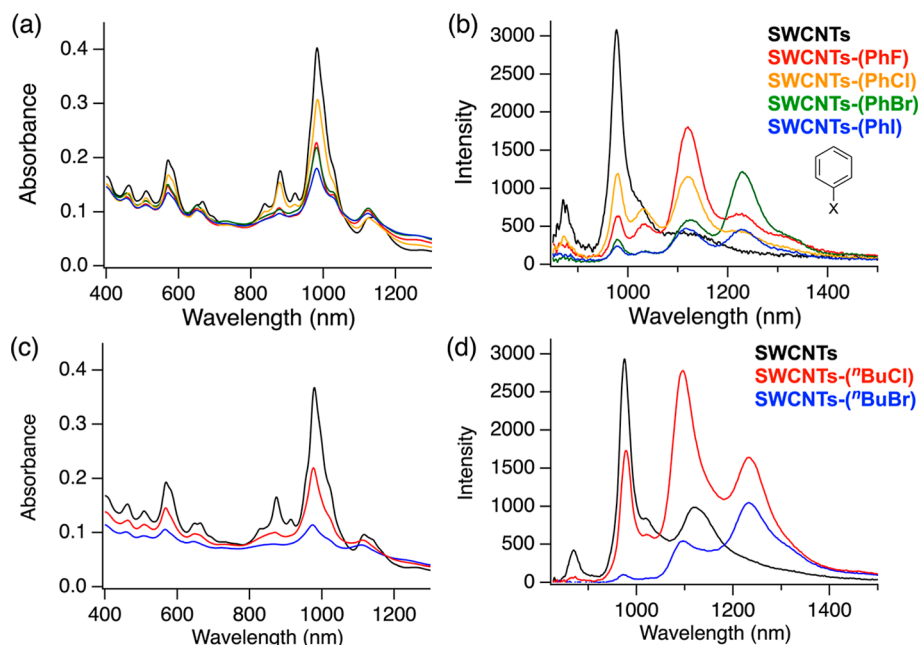 (a)
0.4
0.3
0.2
0.1
0.0
Absorbance
400 600 800 1000 1200
Wavelength (nm)
(b)
3000
2500
2000
1500
1000
500
0
Intensity
1000 1200 1400
Wavelength (nm)
SWCNTs
SWCNTs-(PhF)
SWCNTs-(PhCl)
SWCNTs-(PhBr)
SWCNTs-(PhI)
X
(c)
0.4
0.3
0.2
0.1
0.0
Absorbance
400 600 800 1000 1200
Wavelength (nm)
(d)
3000
2500
2000
1500
1000
500
0
Intensity
1000 1200 1400
Wavelength (nm)
SWCNTs
SWCNTs-(ⁿBuCl)
SWCNTs-(ⁿBuBr)